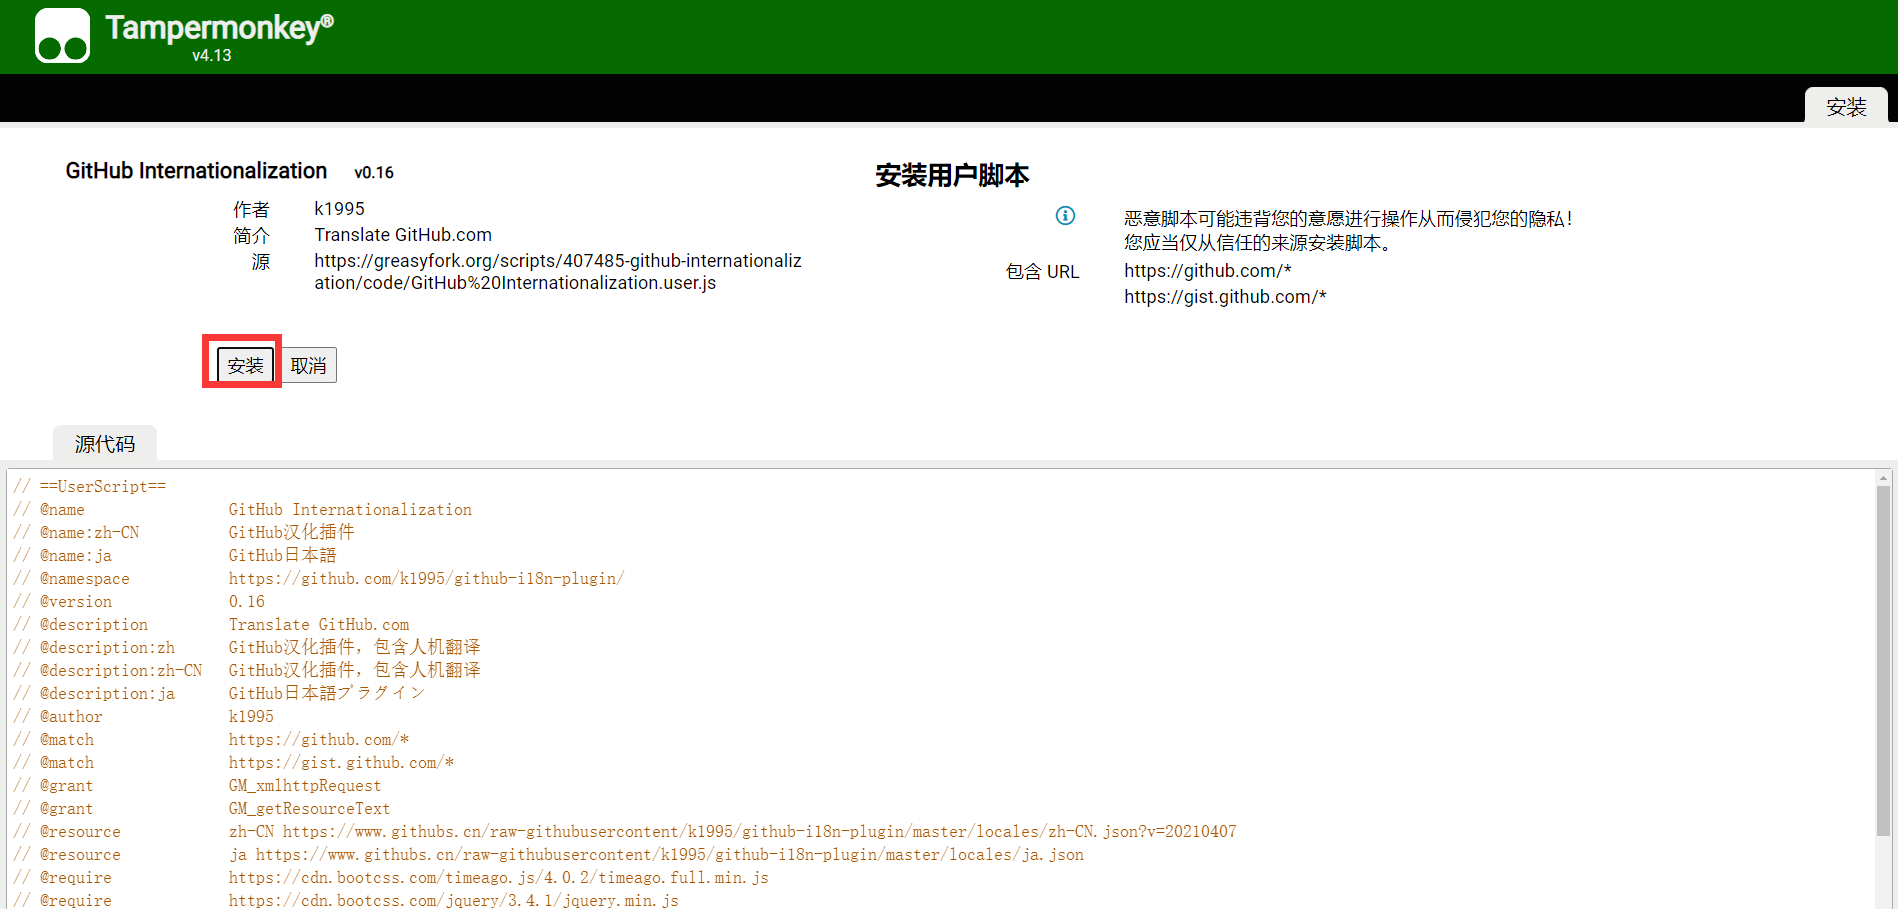 Tampermonkey®
v4.13
安装
GitHub Internationalization v0.16
作者 k1995
简介 Translate GitHub.com
源 https://greasyfork.org/scripts/407485-github-internationaliz
ation/code/GitHub%20Internationalization.user.js
安装用户脚本
恶意脚本可能违背您的意愿进行操作从而侵犯您的隐私！
您应当仅从信任的来源安装脚本。
包含 URL https://github.com/*
https://gist.github.com/*
安装 取消
源代码
// ==UserScript==
// @name GitHub Internationalization
// @name:zh-CN GitHub汉化插件
// @name:ja GitHub日本語
// @namespace https://github.com/k1995/github-i18n-plugin/
// @version 0.16
// @description Translate GitHub.com
// @description:zh GitHub汉化插件，包含人机翻译
// @description:zh-CN GitHub汉化插件，包含人机翻译
// @description:ja GitHub日本語プラグイン
// @author k1995
// @match https://github.com/*
// @match https://gist.github.com/*
// @grant GM_xmlhttpRequest
// @grant GM_getResourceText
// @resource zh-CN https://www.githubs.cn/raw-githubusercontent/k1995/github-i18n-plugin/master/locales/zh-CN.json?v=20210407
// @resource ja https://www.githubs.cn/raw-githubusercontent/k1995/github-i18n-plugin/master/locales/ja.json
// @require https://cdn.bootcss.com/timeago.js/4.0.2/timeago.full.min.js
// @require https://cdn.bootcss.com/jquery/3.4.1/jquery.min.js